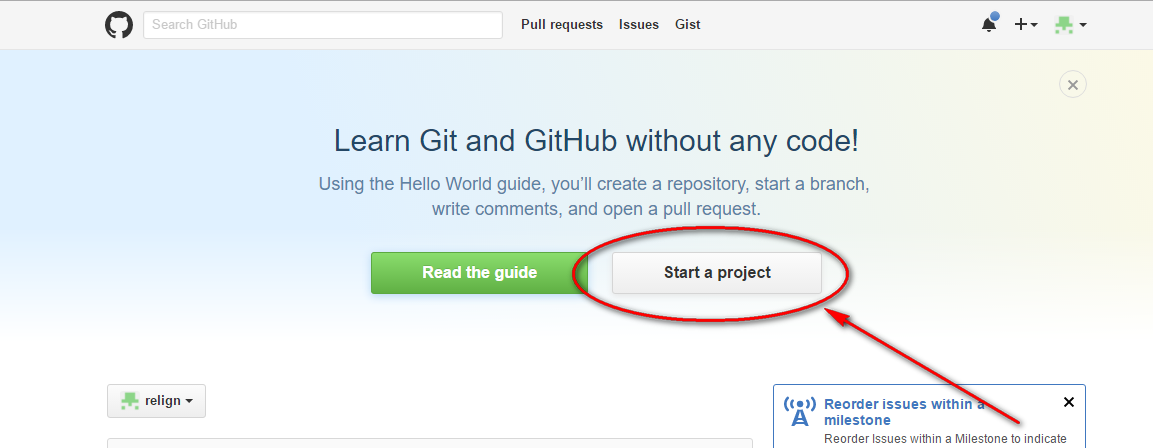 Search GitHub Pull requests Issues Gist
Learn Git and GitHub without any code!
Using the Hello World guide, you’ll create a repository, start a branch,
write comments, and open a pull request.
Read the guide Start a project
relign
Reorder issues within a
milestone
Reorder Issues within a Milestone to indicate